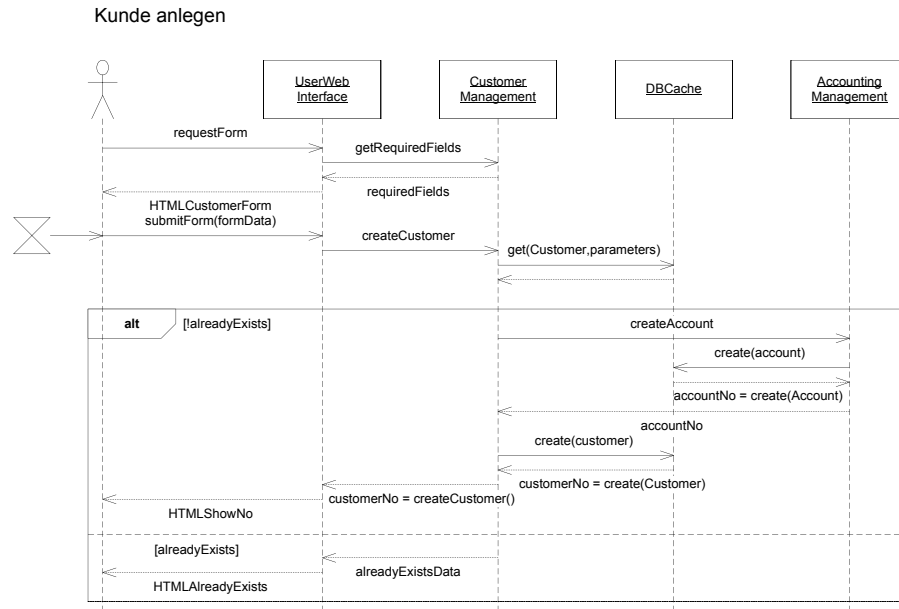 Kunde anlegen
UserWeb
Interface
Customer
Management
DBCache
Accounting
Management
requestForm
getRequiredFields
requiredFields
HTMLCustomerForm
submitForm(formData)
createCustomer
get(Customer,parameters)
alt
[!alreadyExists]
createAccount
create(account)
accountNo = create(Account)
accountNo
create(customer)
customerNo = create(Customer)
customerNo = createCustomer()
HTMLShowNo
[alreadyExists]
alreadyExistsData
HTMLAlreadyExists